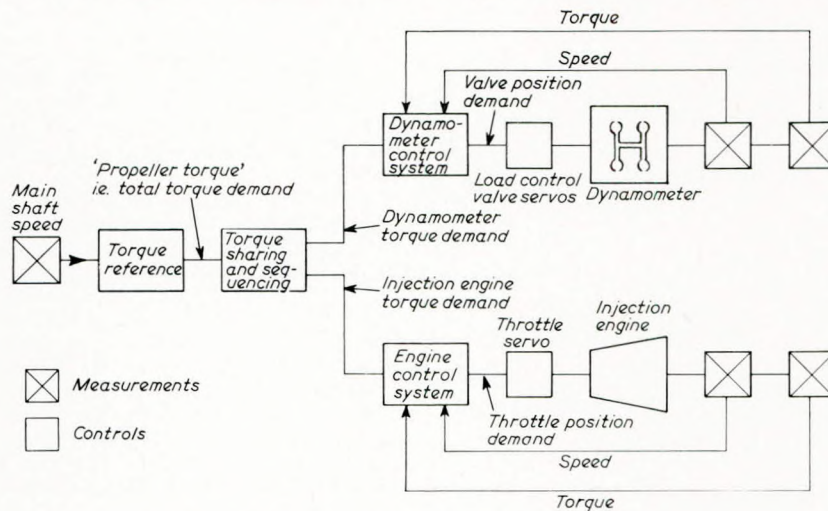 Torque
Speed
Valve position
demand
Dynamo-
meter
control
system
Load control
valve servos
Dynamometer
'Propeller torque'
ie. total torque demand
Main
shaft
speed
Torque
reference
Torque
sharing
and seq-
uencing
Dynamometer
torque demand
Injection engine
torque demand
Engine
control
system
Throttle
servo
Injection
engine
Throttle position
demand
Speed
Torque
Measurements
Controls